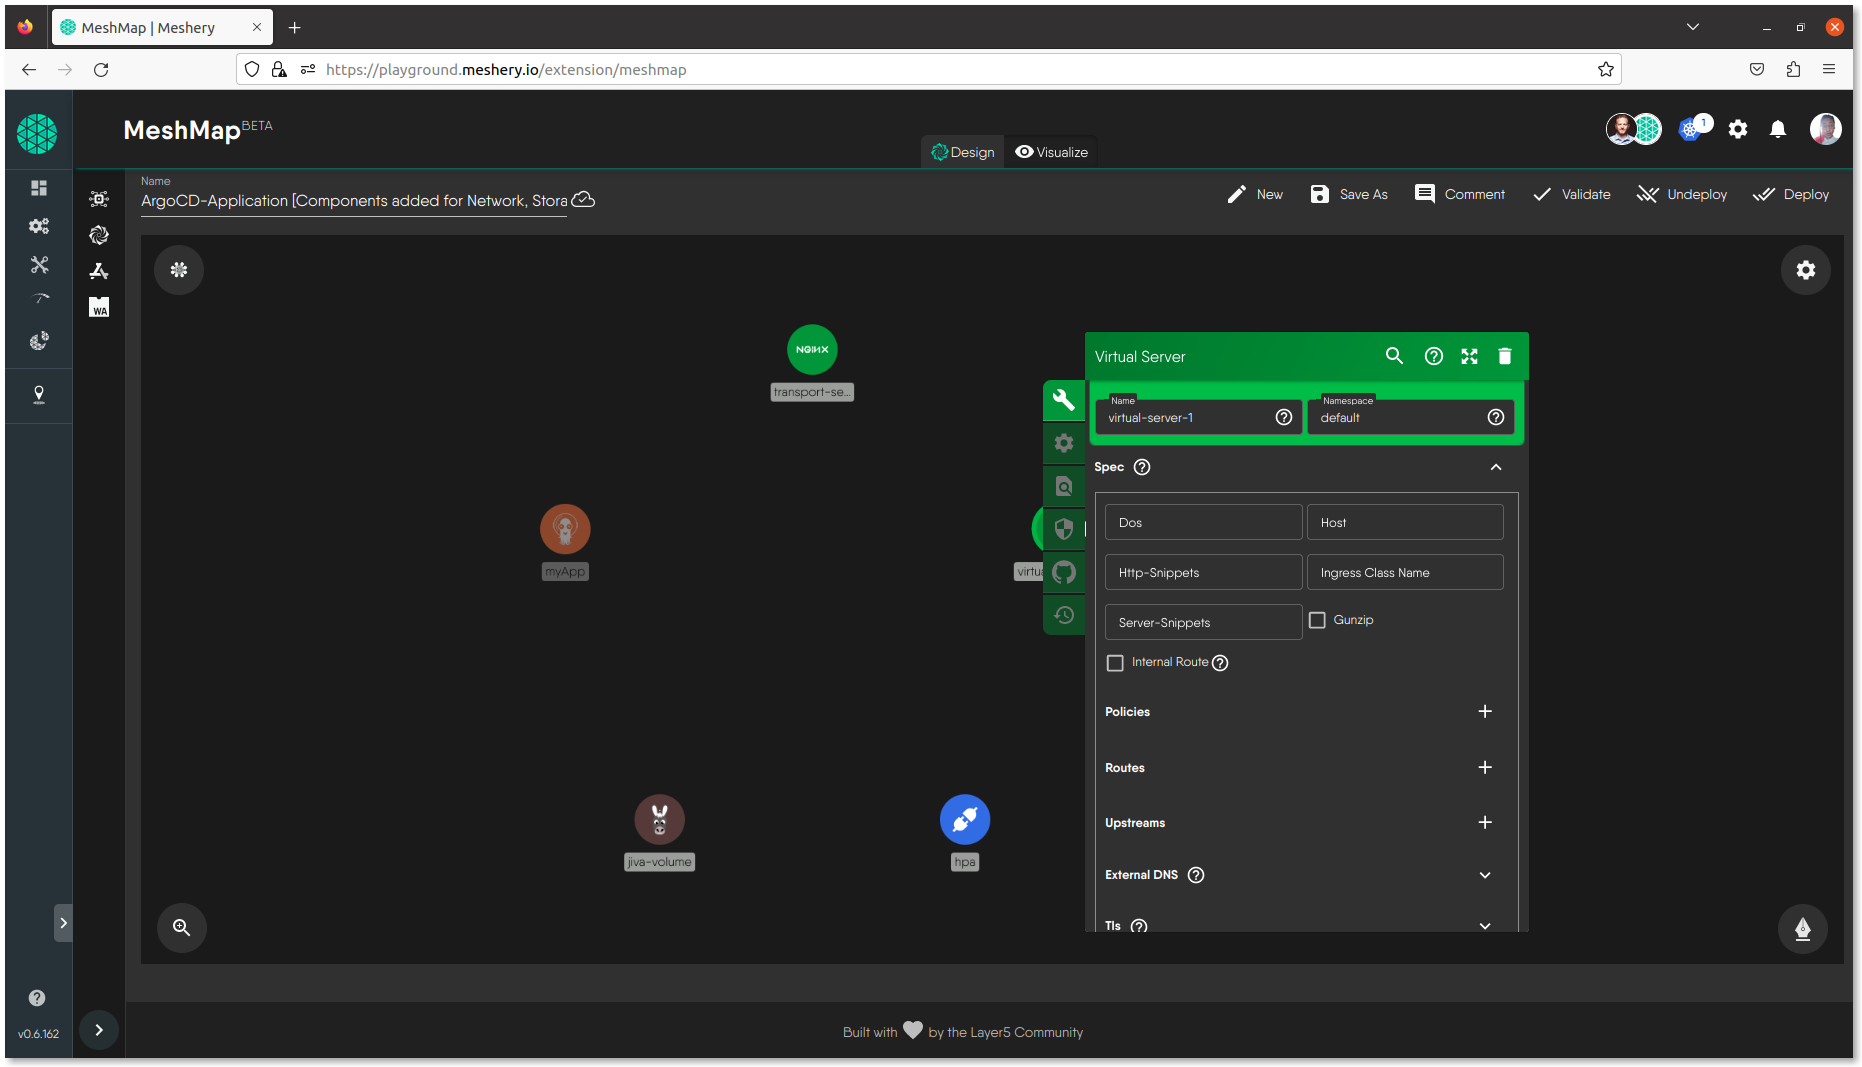 MeshMap | Meshery
https://playground.meshery.io/extension/meshmap
MeshMap BETA
1
Design
Visualize
Name
ArgoCD-Application [Components added for Network, Stora
New
Save As
Comment
Validate
Undeploy
Deploy
WA
NGINX
transport-se...
myApp
virtu
jiva-volume
hpa
Virtual Server
Name
virtual-server-1
Namespace
default
Spec
Dos
Host
Http-Snippets
Ingress Class Name
Server-Snippets
Gunzip
Internal Route
Policies
Routes
Upstreams
External DNS
Tls
v0.6.162
Built with
by the Layer5 Community